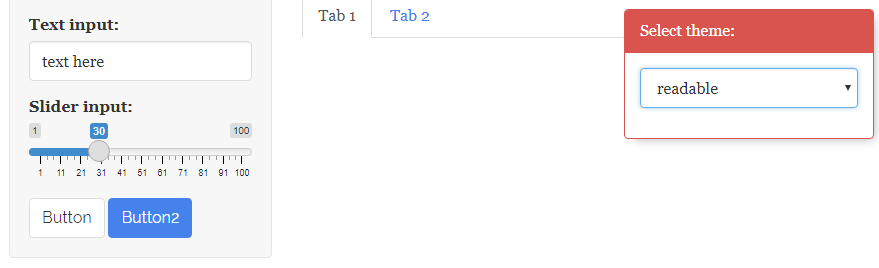 Text input:
text here
Slider input:
1 30 100
1 11 21 31 41 51 61 71 81 91 100
Button Button2
Tab 1 Tab 2
Select theme:
readable